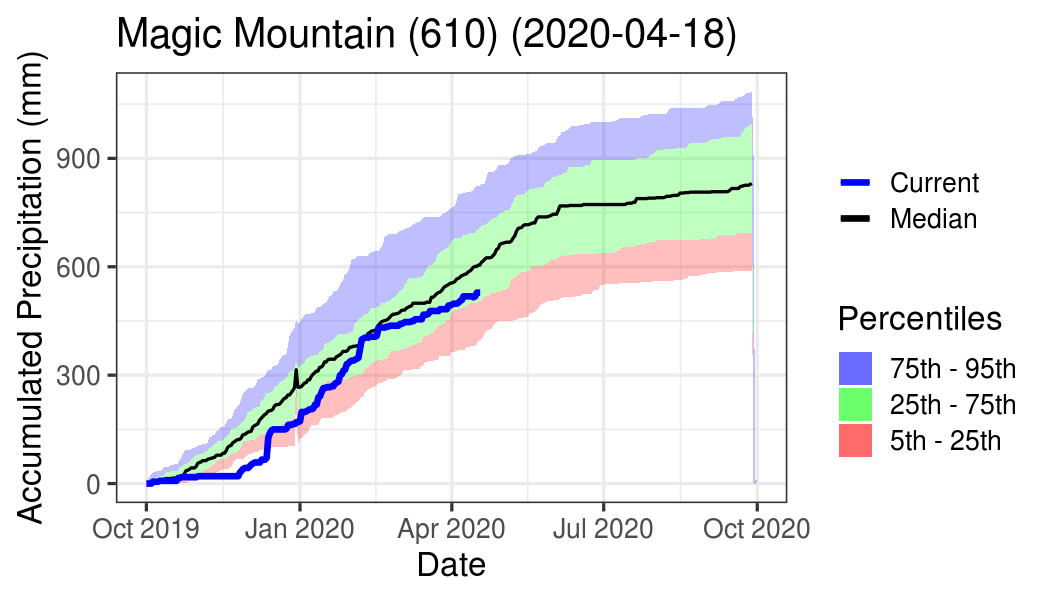 Magic Mountain (610) (2020-04-18)
Accumulated Precipitation (mm)
900
600
300
0
Oct 2019
Jan 2020
Apr 2020
Jul 2020
Oct 2020
Date
Current
Median
Percentiles
75th - 95th
25th - 75th
5th - 25th